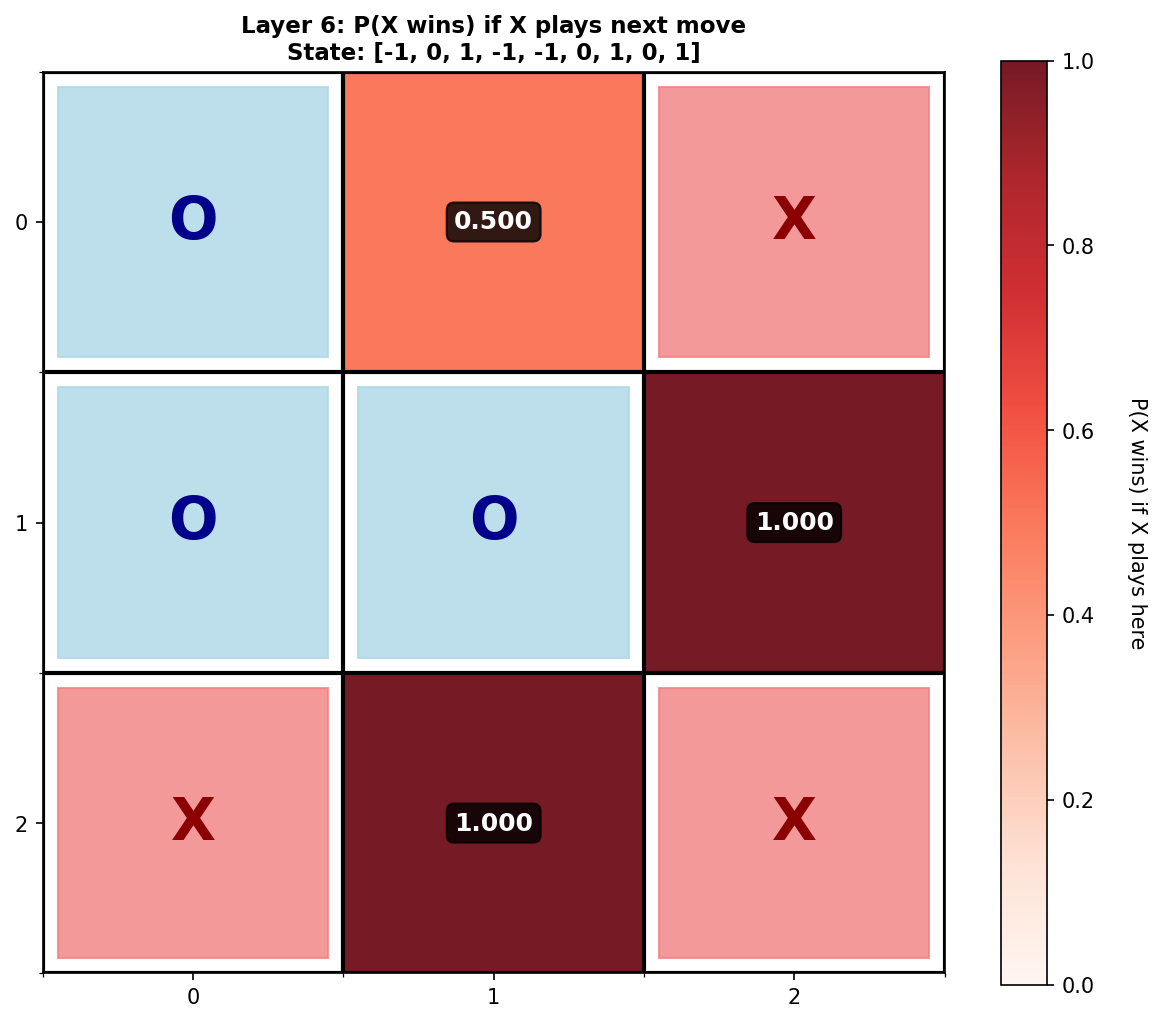 Layer 6: P(X wins) if X plays next move
State: [-1, 0, 1, -1, -1, 0, 1, 0, 1]
0
O
0.500
X
1
O
O
1.000
2
X
1.000
X
0
1
2
1.0
0.8
0.6
0.4
0.2
0.0
P(X wins) if X plays here